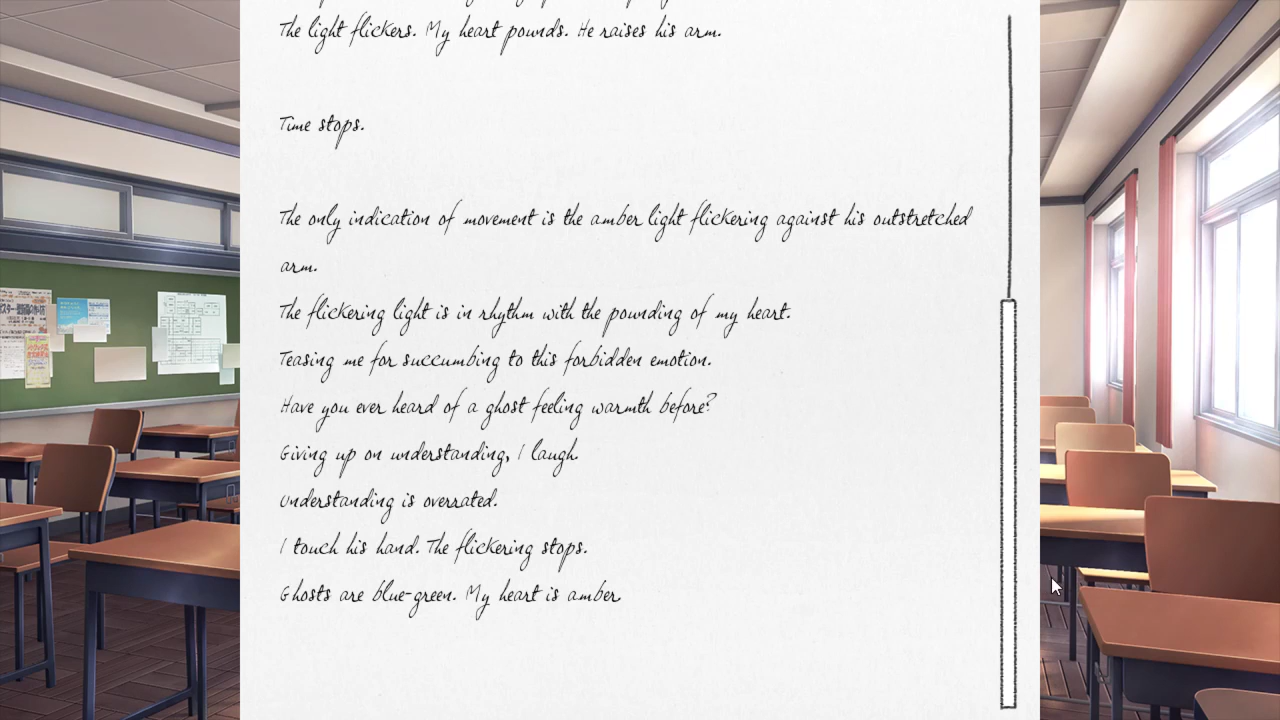 The light flickers. My heart pounds. He raises his arm.
Time stops.
The only indication of movement is the amber light flickering against his outstretched
arm.
The flickering light is in rhythm with the pounding of my heart.
Teasing me for succumbing to this forbidden emotion.
Have you ever heard of a ghost feeling warmth before?
Giving up on understanding, I laugh.
Understanding is overrated.
I touch his hand. The flickering stops.
Ghosts are blue-green. My heart is amber.